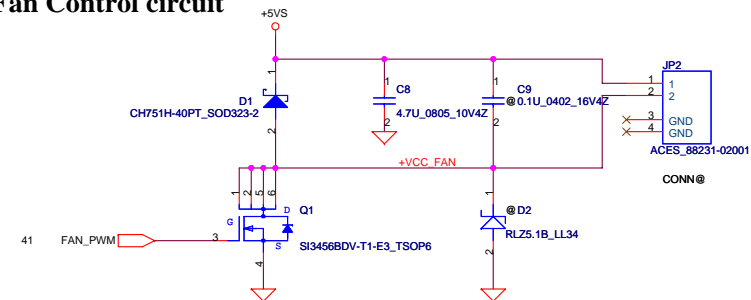 Fan Control circuit
+5VS
JP2
1
1
1
1
1
2
2
2
GND
3
GND
4
D1
CH751H-40PT_SOD323-2
2
C8
4.7U_0805_10V4Z
2
C9
@ 0.1U_0402_16V4Z
2
ACES_88231-02001
CONN@
+VCC_FAN
1
2
5
6
D
G
S
Q1
SI3456BDV-T1-E3_TSOP6
3
4
1
@ D2
RLZ5.1B_LL34
2
41
FAN_PWM